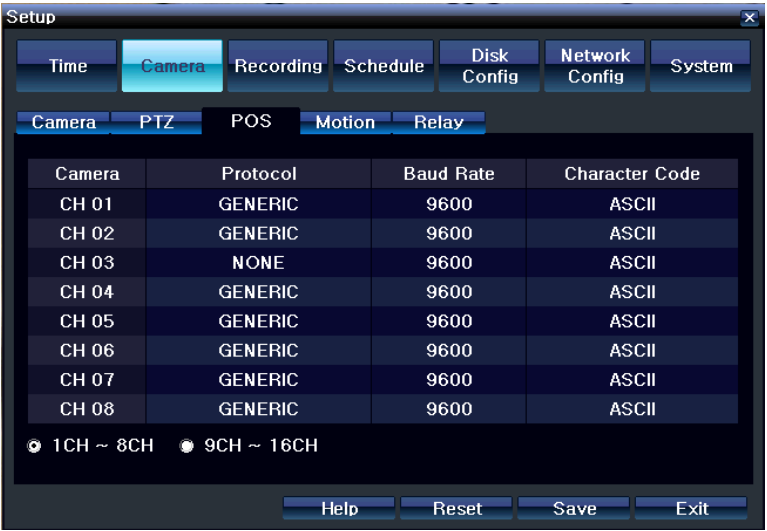 Setup
Time Camera Recording Schedule Disk Config Network Config System
Camera PTZ POS Motion Relay
Camera Protocol Baud Rate Character Code
CH 01 GENERIC 9600 ASCII
CH 02 GENERIC 9600 ASCII
CH 03 NONE 9600 ASCII
CH 04 GENERIC 9600 ASCII
CH 05 GENERIC 9600 ASCII
CH 06 GENERIC 9600 ASCII
CH 07 GENERIC 9600 ASCII
CH 08 GENERIC 9600 ASCII
1CH ~ 8CH 9CH ~ 16CH
Help Reset Save Exit